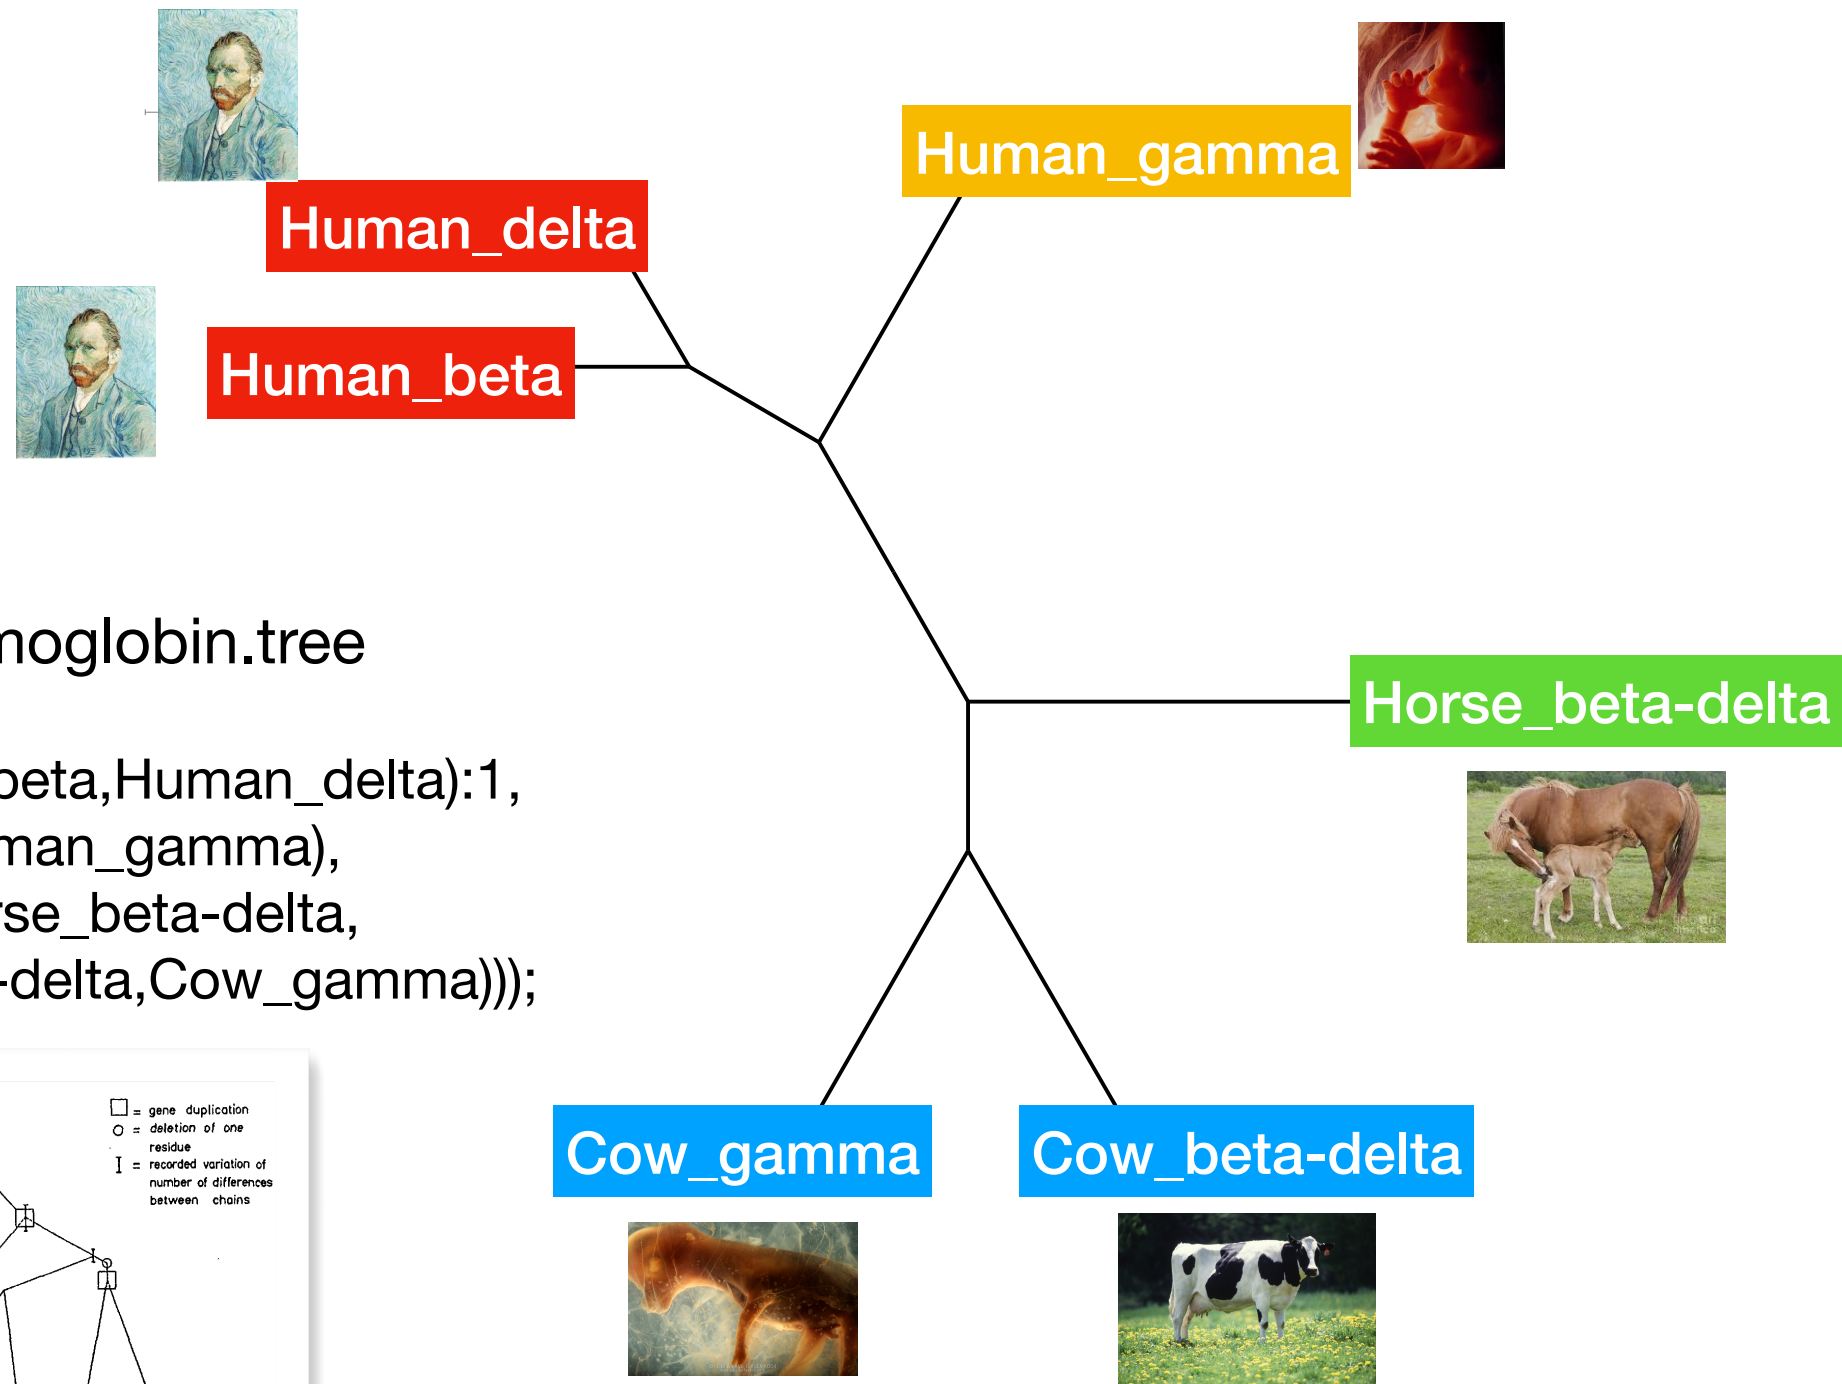 Human_gamma
Human_delta
Human_beta
moglobin.tree
Horse_beta-delta
beta,Human_delta):1,
man_gamma),
rse_beta-delta,
-delta,Cow_gamma)));
= gene duplication
= deletion of one
residue
= recorded variation of
number of differences
between chains
Cow_gamma
Cow_beta-delta